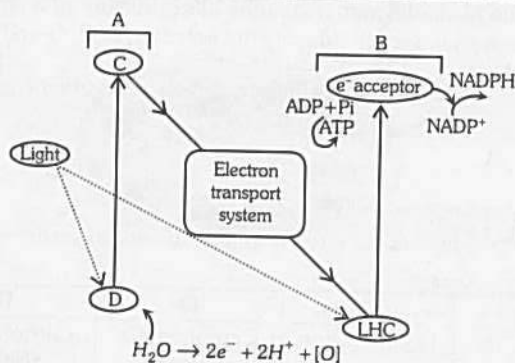 A
B
C
e⁻ acceptor
NADPH
ADP+Pi
ATP
NADP⁺
Light
Electron
transport
system
D
LHC
H₂O → 2e⁻ + 2H⁺ + [O]